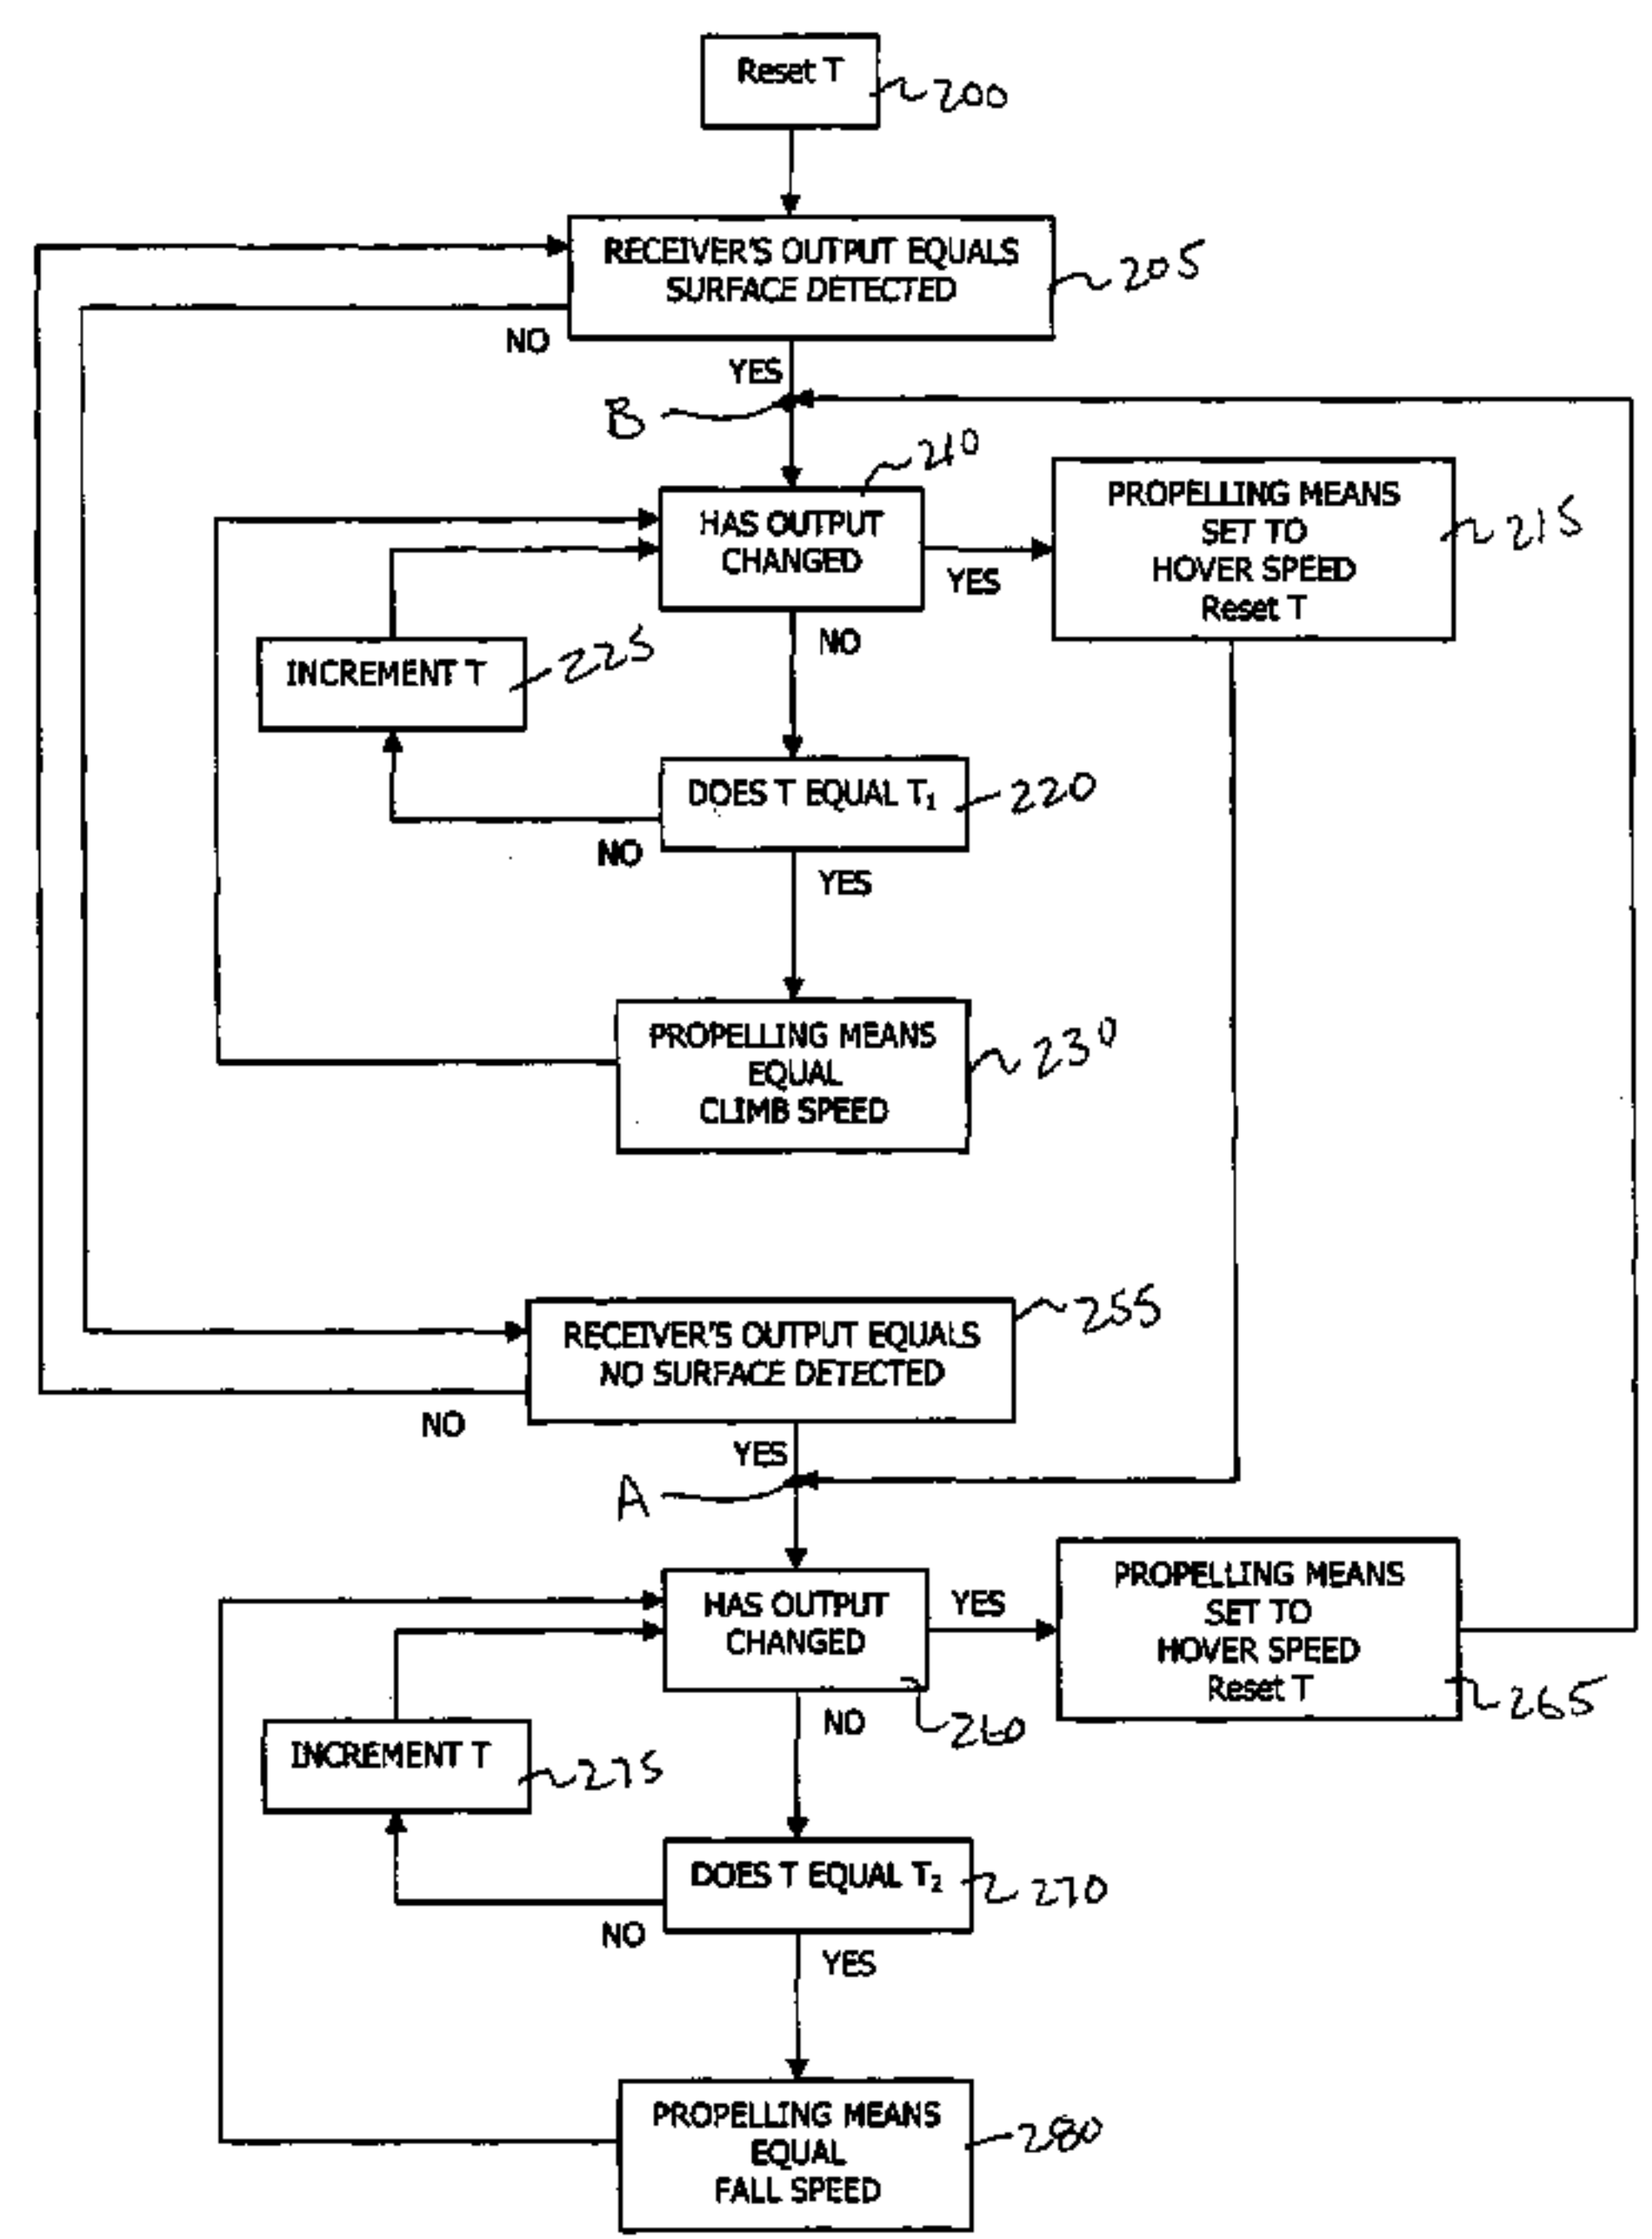 Reset T
200
RECEIVER'S OUTPUT EQUALS
SURFACE DETECTED
205
NO
YES
B
210
HAS OUTPUT
CHANGED
YES
PROPELLING MEANS
SET TO
HOVER SPEED
Reset T
215
NO
INCREMENT T
225
DOES T EQUAL T₁
220
NO
YES
PROPELLING MEANS
EQUAL
CLIMB SPEED
230
RECEIVER'S OUTPUT EQUALS
NO SURFACE DETECTED
255
NO
YES
A
HAS OUTPUT
CHANGED
260
YES
PROPELLING MEANS
SET TO
HOVER SPEED
Reset T
265
NO
INCREMENT T
275
DOES T EQUAL T₂
270
NO
YES
PROPELLING MEANS
EQUAL
FALL SPEED
280